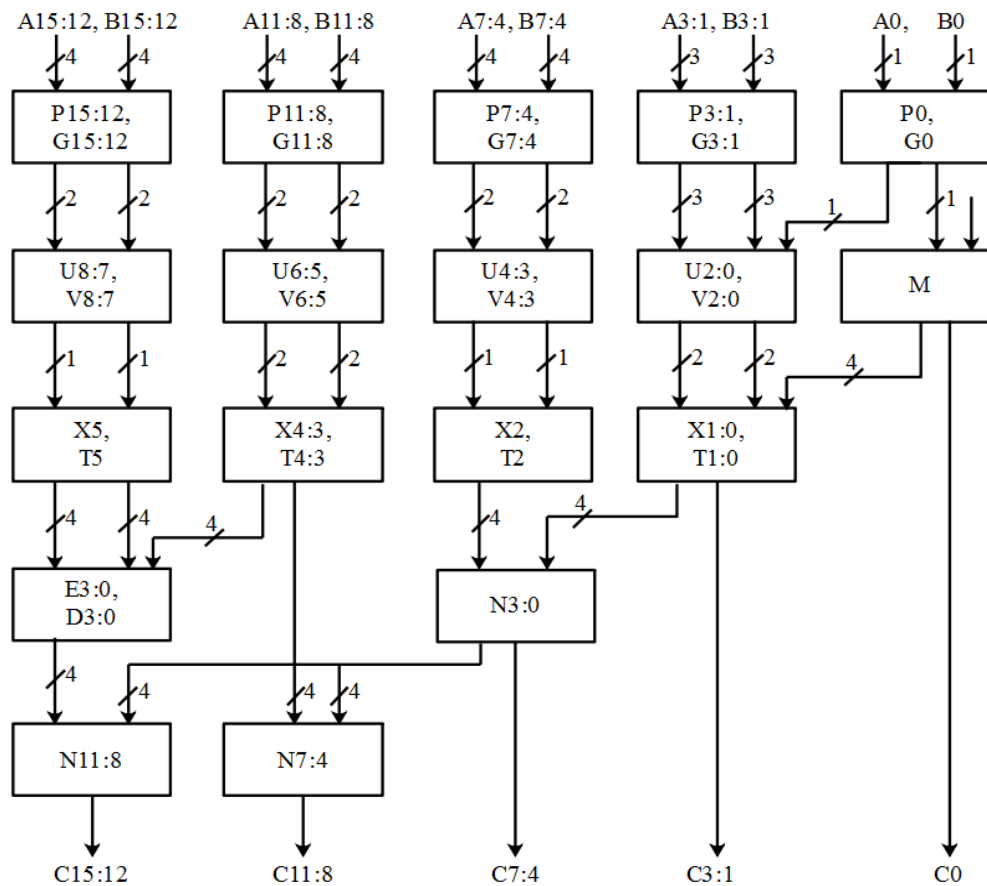 A15:12, B15:12 A11:8, B11:8 A7:4, B7:4 A3:1, B3:1 A0, B0
4 4 4 4 4 4 3 3 1 1
P15:12, P11:8, P7:4, P3:1, P0,
G15:12 G11:8 G7:4 G3:1 G0
2 2 2 2 2 2 3 3 1 1
U8:7, U6:5, U4:3, U2:0, M
V8:7 V6:5 V4:3 V2:0
1 1 2 2 1 1 2 2 4
X5, X4:3, X2, X1:0,
T5 T4:3 T2 T1:0
4 4 4 4 4
E3:0, N3:0
D3:0
4 4 4 4
N11:8 N7:4
C15:12 C11:8 C7:4 C3:1 C0